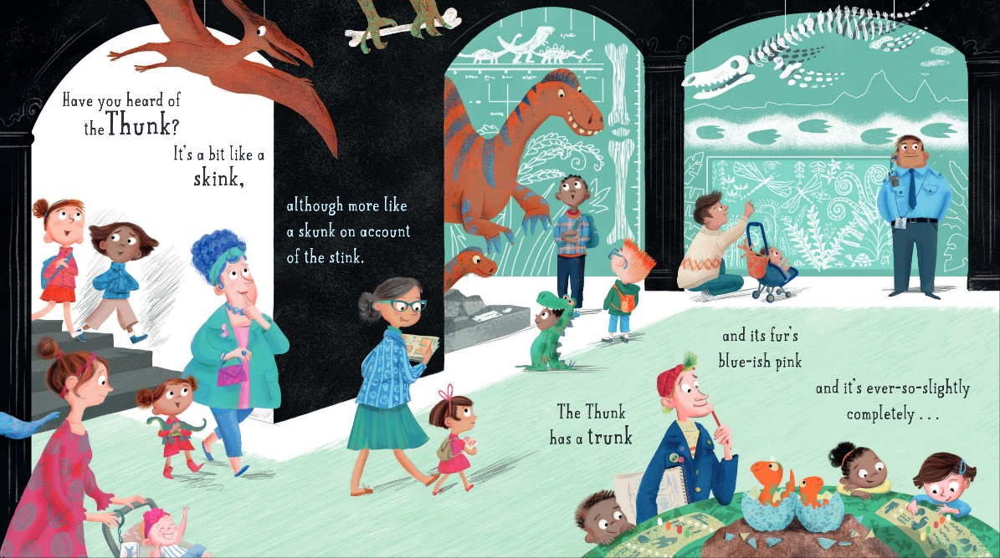 Have you heard of
the Thunk?
It's a bit like a
skink,
although more like
a skunk on account
of the stink.
The Thunk
has a trunk
and its fur's
blue-ish pink
and it's ever-so-slightly
completely . . .